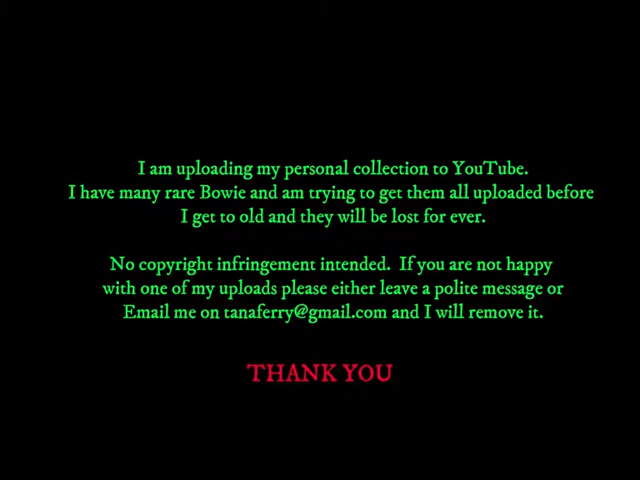 I am uploading my personal collection to YouTube.
I have many rare Bowie and am trying to get them all uploaded before
I get to old and they will be lost for ever.
No copyright infringement intended.  If you are not happy
with one of my uploads please either leave a polite message or
Email me on tanaferry@gmail.com and I will remove it.
THANK YOU